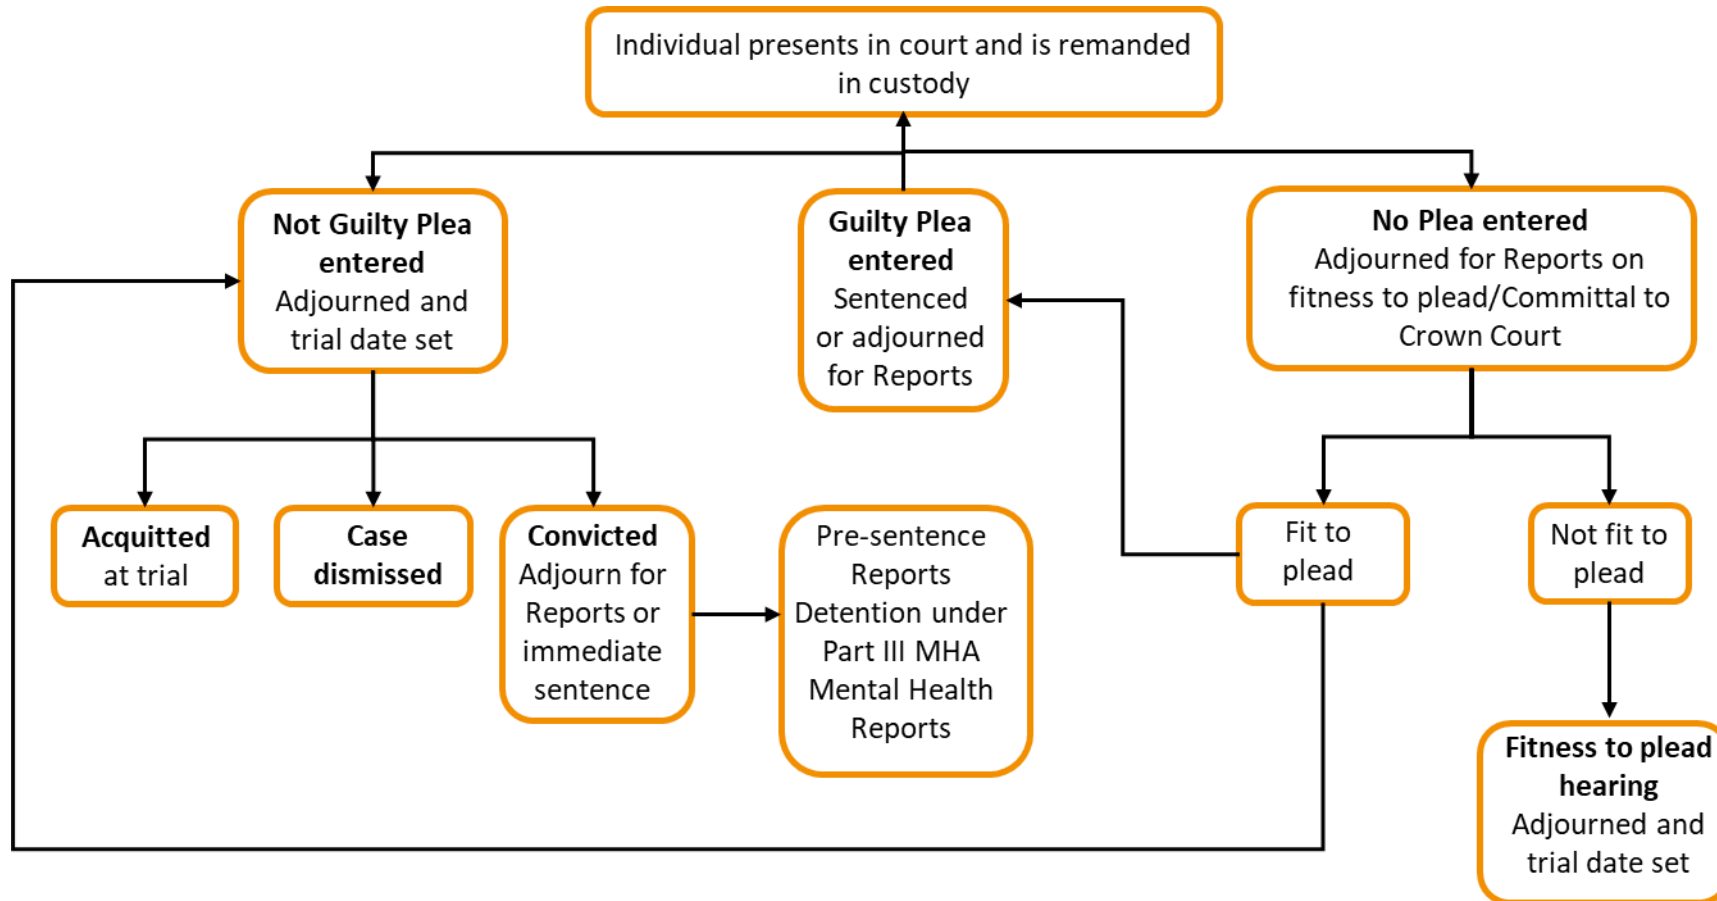 Individual presents in court and is remanded
in custody
Not Guilty Plea
entered
Adjourned and
trial date set
Guilty Plea
entered
Sentenced
or adjourned
for Reports
No Plea entered
Adjourned for Reports on
fitness to plead/Committal to
Crown Court
Acquitted
at trial
Case
dismissed
Convicted
Adjourn for
Reports or
immediate
sentence
Pre-sentence
Reports
Detention under
Part III MHA
Mental Health
Reports
Fit to
plead
Not fit to
plead
Fitness to plead
hearing
Adjourned and
trial date set